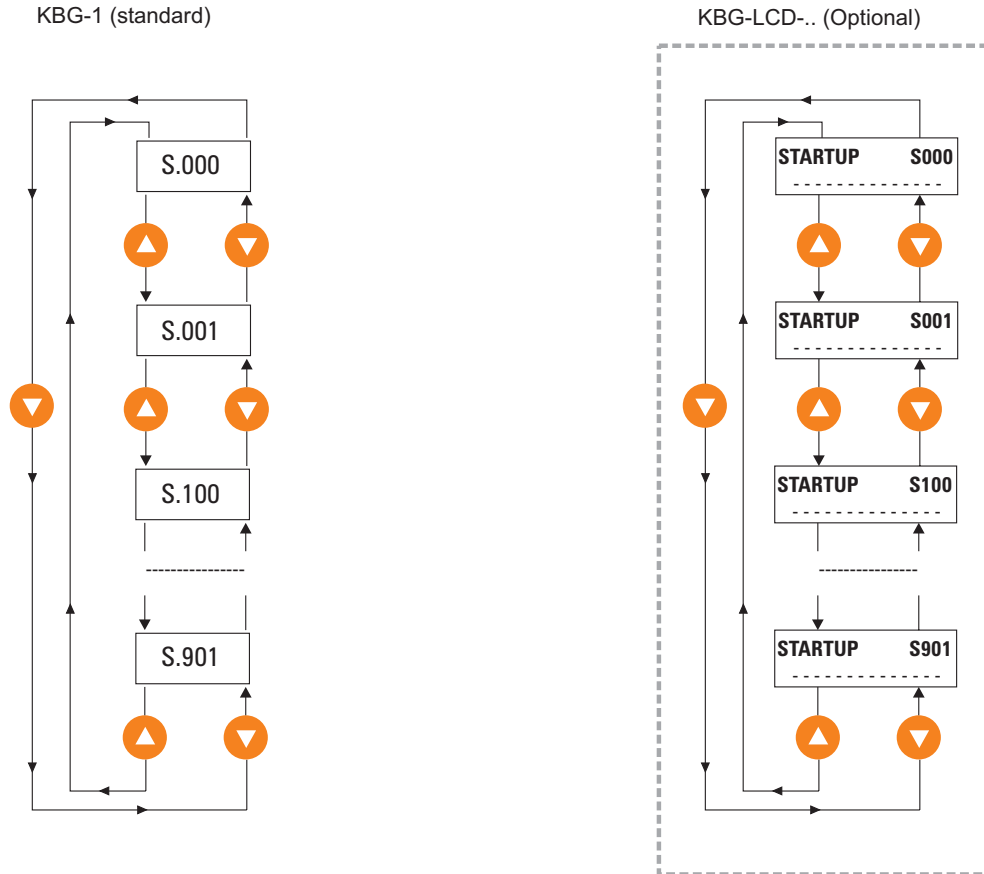 KBG-1 (standard)
S.000
S.001
S.100
-----------------
S.901
KBG-LCD-.. (Optional)
STARTUP S000
- - - - - - - - - - - - - -
STARTUP S001
- - - - - - - - - - - - - -
STARTUP S100
- - - - - - - - - - - - - -
-----------------
STARTUP S901
- - - - - - - - - - - - - -